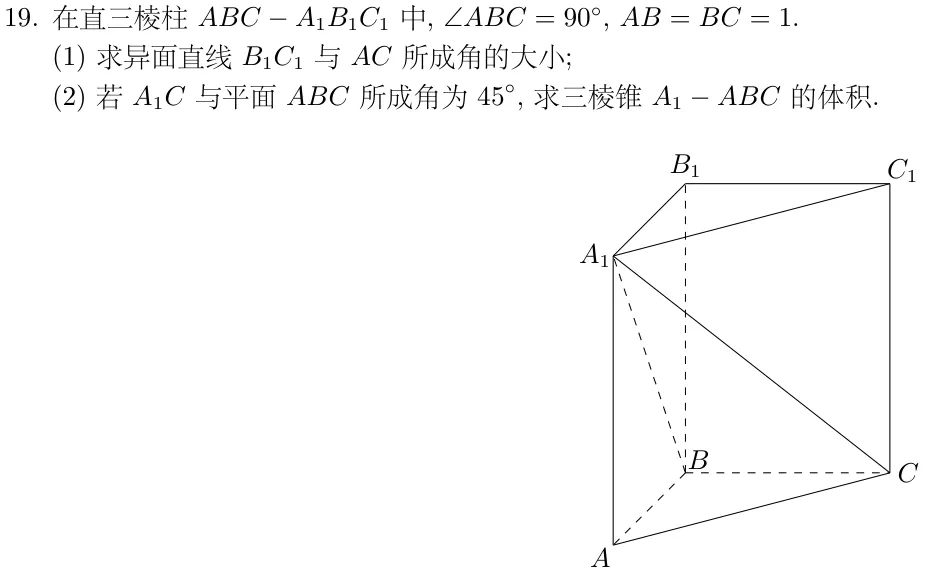 19. 在直三棱柱 ABC − A₁B₁C₁ 中, ∠ABC = 90°, AB = BC = 1.
(1) 求异面直线 B₁C₁ 与 AC 所成角的大小;
(2) 若 A₁C 与平面 ABC 所成角为 45°, 求三棱锥 A₁ − ABC 的体积.
B₁
C₁
A₁
B
C
A